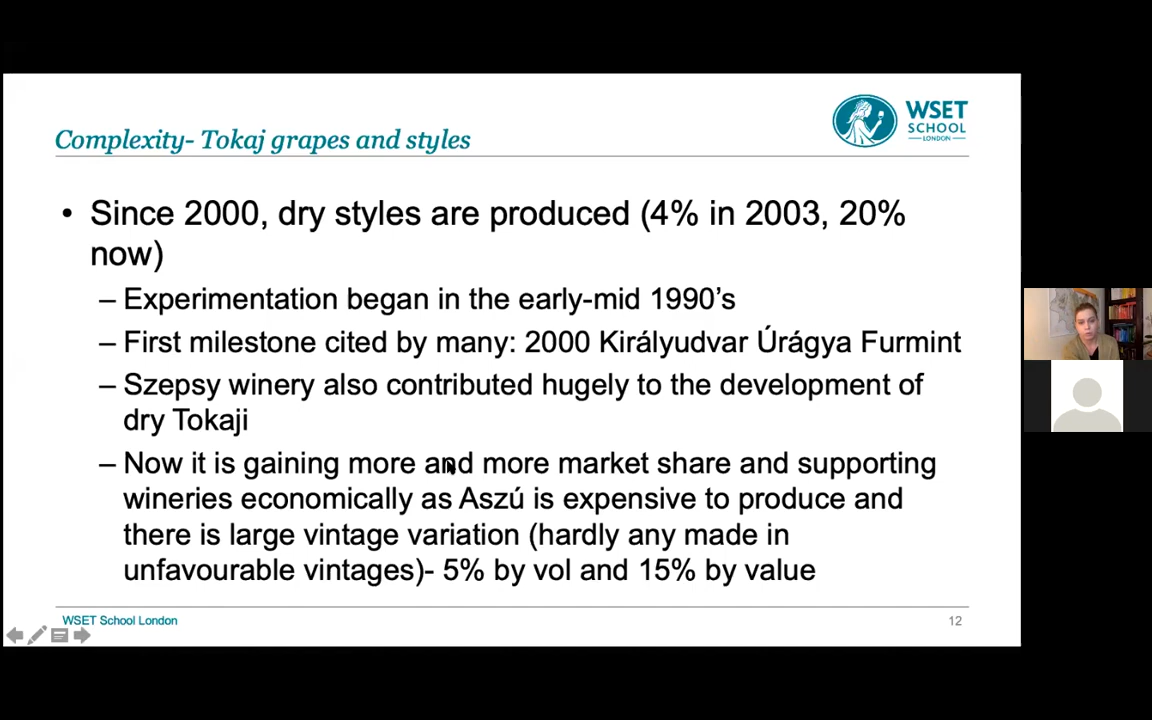 WSET
SCHOOL
LONDON
Complexity- Tokaj grapes and styles
• Since 2000, dry styles are produced (4% in 2003, 20%
now)
– Experimentation began in the early-mid 1990’s
– First milestone cited by many: 2000 Királyudvar Úrágya Furmint
– Szepsy winery also contributed hugely to the development of
dry Tokaji
– Now it is gaining more and more market share and supporting
wineries economically as Aszú is expensive to produce and
there is large vintage variation (hardly any made in
unfavourable vintages)- 5% by vol and 15% by value
WSET School London
12